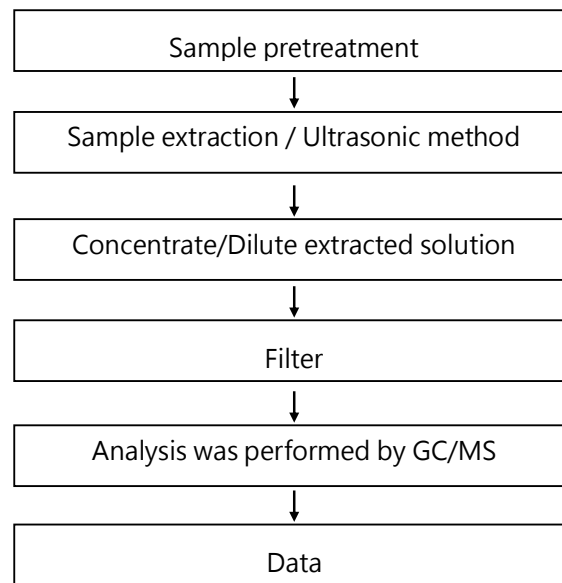 Sample pretreatment
Sample extraction / Ultrasonic method
Concentrate/Dilute extracted solution
Filter
Analysis was performed by GC/MS
Data